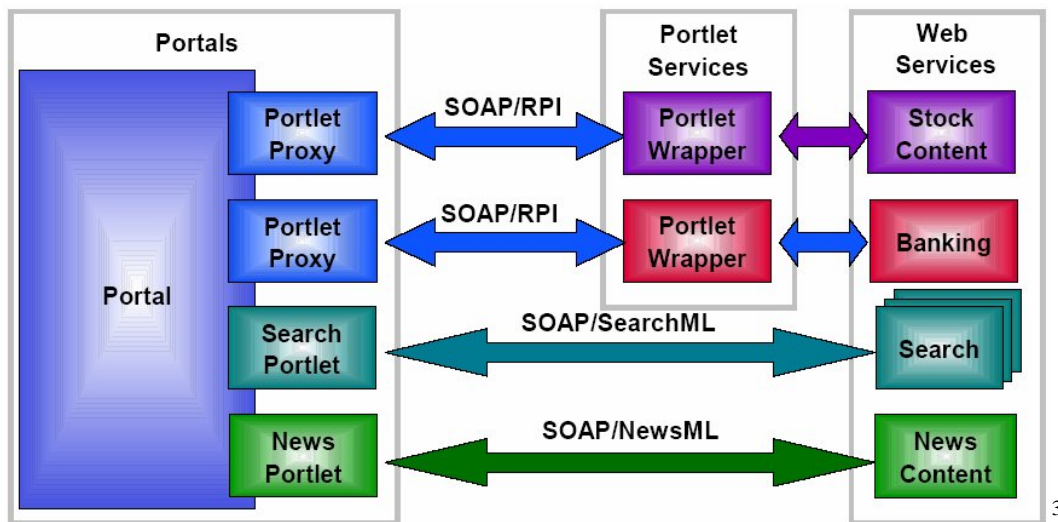 Portals
Portlet
Services
Web
Services
Portal
Portlet
Proxy
SOAP/RPI
Portlet
Wrapper
Stock
Content
Portlet
Proxy
SOAP/RPI
Portlet
Wrapper
Banking
Search
Portlet
SOAP/SearchML
Search
News
Portlet
SOAP/NewsML
News
Content
3